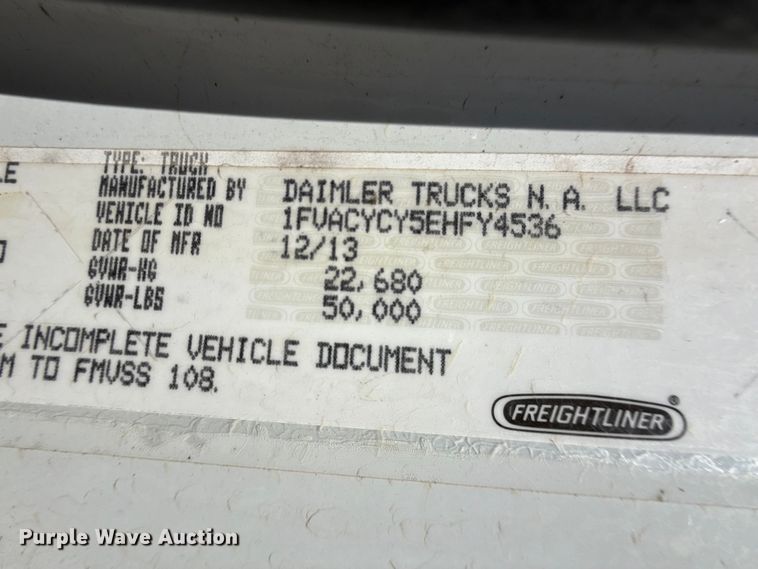 LE
TYPE: TRUCK
MANUFACTURED BY DAIMLER TRUCKS N. A. LLC
VEHICLE ID NO 1FVACYCY5EHFY4536
DATE OF MFR 12/13
GVWR-KG 22,680
GVWR-LBS 50,000
E INCOMPLETE VEHICLE DOCUMENT
M TO FMVSS 108.
FREIGHTLINER®
Purple Wave Auction